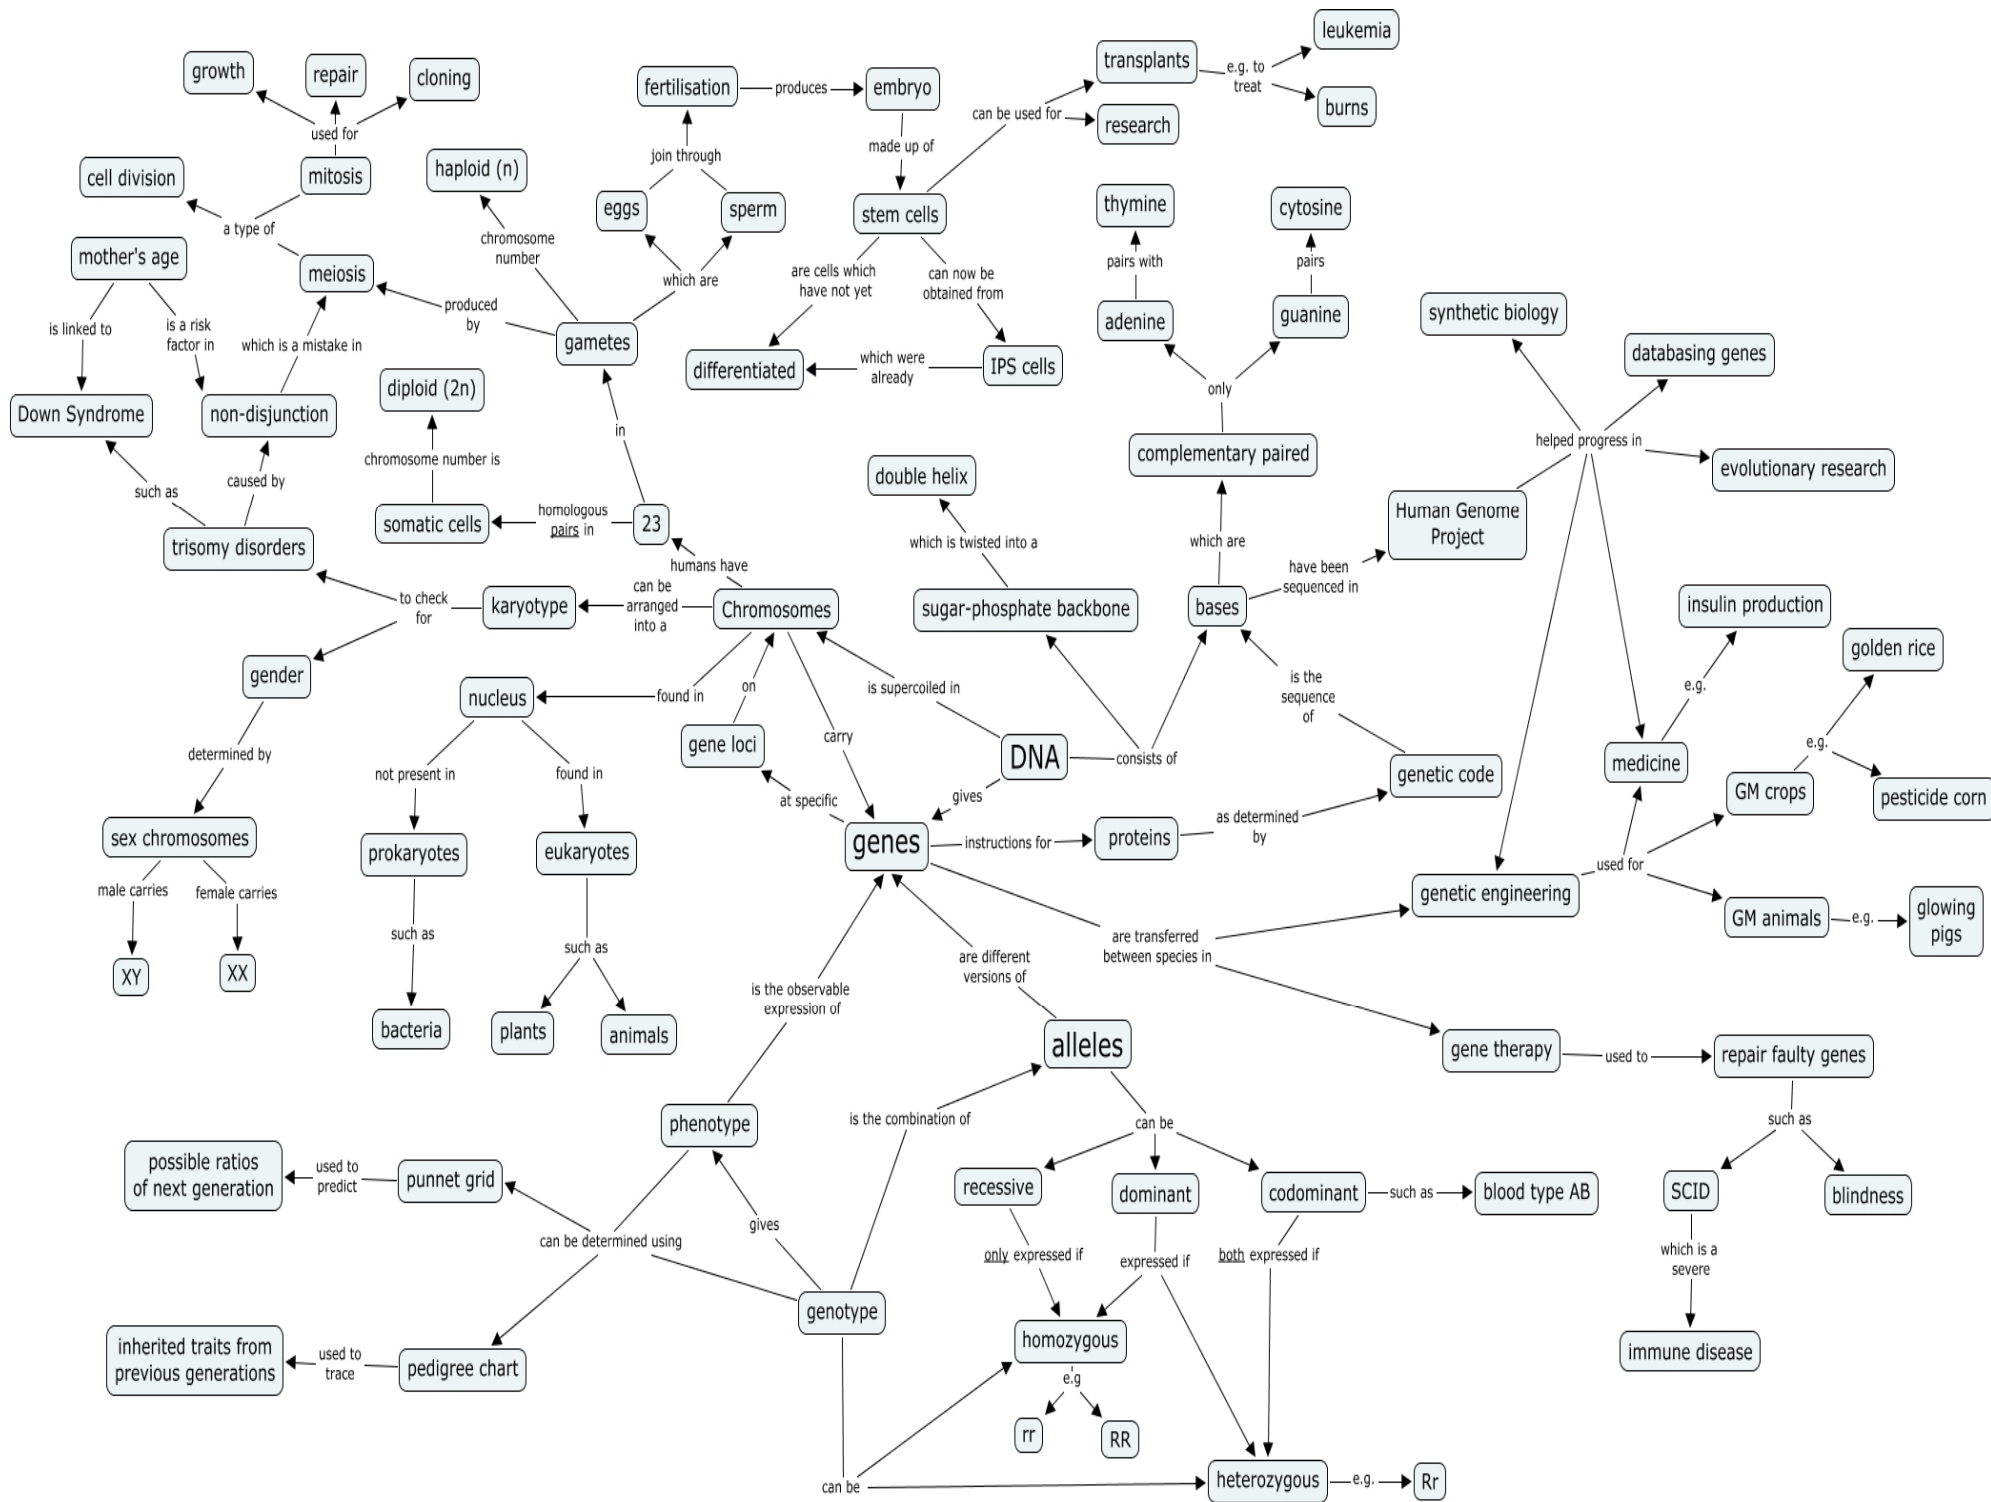 leukemia
growth
repair
cloning
transplants
e.g. to
treat
burns
fertilisation
produces
embryo
can be used for
research
used for
made up of
join through
cell division
mitosis
haploid (n)
eggs
sperm
stem cells
thymine
cytosine
a type of
mother's age
meiosis
chromosome
number
which are
are cells which
have not yet
can now be
obtained from
pairs with
pairs
produced
by
adenine
guanine
synthetic biology
is linked to
is a risk
factor in
which is a mistake in
gametes
differentiated
which were
already
IPS cells
databasing genes
diploid (2n)
only
Down Syndrome
non-disjunction
in
complementary paired
helped progress in
evolutionary research
chromosome number is
double helix
such as
caused by
somatic cells
homologous
pairs in
23
Human Genome
Project
trisomy disorders
which is twisted into a
which are
humans have
have been
sequenced in
to check
for
karyotype
can be
arranged
into a
Chromosomes
sugar-phosphate backbone
bases
insulin production
golden rice
gender
nucleus
found in
on
is supercoiled in
is the
sequence
of
e.g.
determined by
not present in
found in
gene loci
carry
DNA
consists of
genetic code
medicine
e.g.
GM crops
pesticide corn
at specific
gives
sex chromosomes
prokaryotes
eukaryotes
genes
instructions for
proteins
as determined
by
used for
male carries
female carries
genetic engineering
GM animals
e.g.
glowing
pigs
such as
such as
are different
versions of
are transferred
between species in
XY
XX
is the observable
expression of
bacteria
plants
animals
alleles
gene therapy
used to
repair faulty genes
phenotype
is the combination of
can be
such as
possible ratios
of next generation
used to
predict
punnet grid
recessive
dominant
codominant
such as
blood type AB
SCID
blindness
can be determined using
gives
only expressed if
expressed if
both expressed if
which is a
severe
genotype
homozygous
immune disease
inherited traits from
previous generations
used to
trace
pedigree chart
e.g
rr
RR
can be
heterozygous
e.g.
Rr